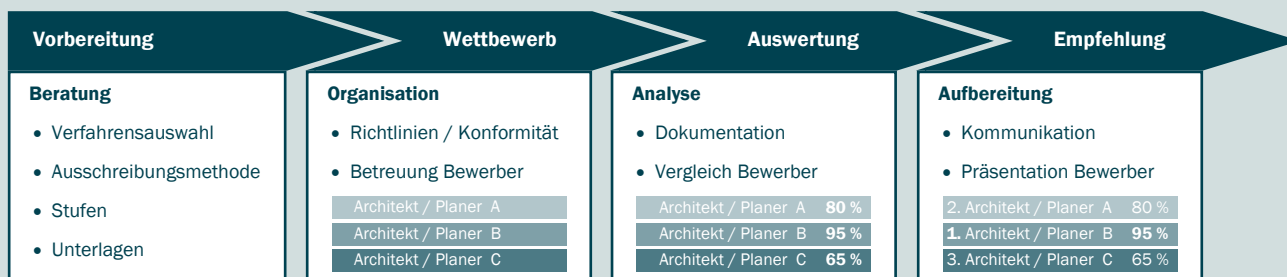 Vorbereitung
Wettbewerb
Auswertung
Empfehlung
Beratung
• Verfahrensauswahl
• Ausschreibungsmethode
• Stufen
• Unterlagen
Organisation
• Richtlinien / Konformität
• Betreuung Bewerber
Architekt / Planer A
Architekt / Planer B
Architekt / Planer C
Analyse
• Dokumentation
• Vergleich Bewerber
Architekt / Planer A 80 %
Architekt / Planer B 95 %
Architekt / Planer C 65 %
Aufbereitung
• Kommunikation
• Präsentation Bewerber
2. Architekt / Planer A 80 %
1. Architekt / Planer B 95 %
3. Architekt / Planer C 65 %